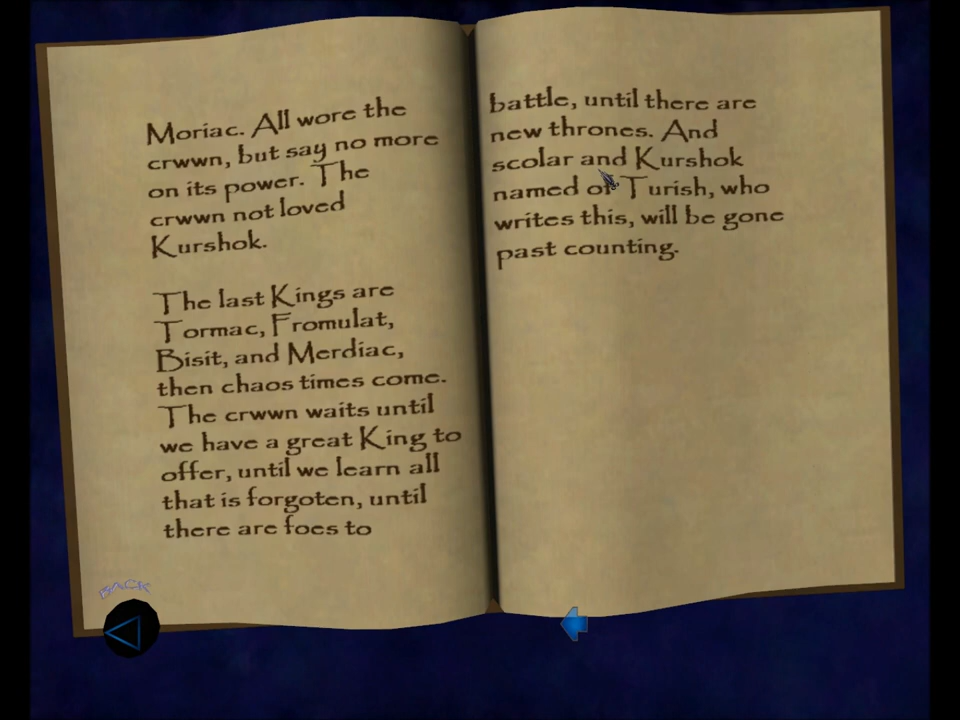 Moriac. All wore the
crwwn, but say no more
on its power. The
crwwn not loved
Kurshok.
The last Kings are
Tormac, Fromulat,
Bisit, and Merdiac,
then chaos times come.
The crwwn waits until
we have a great King to
offer, until we learn all
that is forgoten, until
there are foes to
battle, until there are
new thrones. And
scolar and Kurshok
named of Turish, who
writes this, will be gone
past counting.
BACK